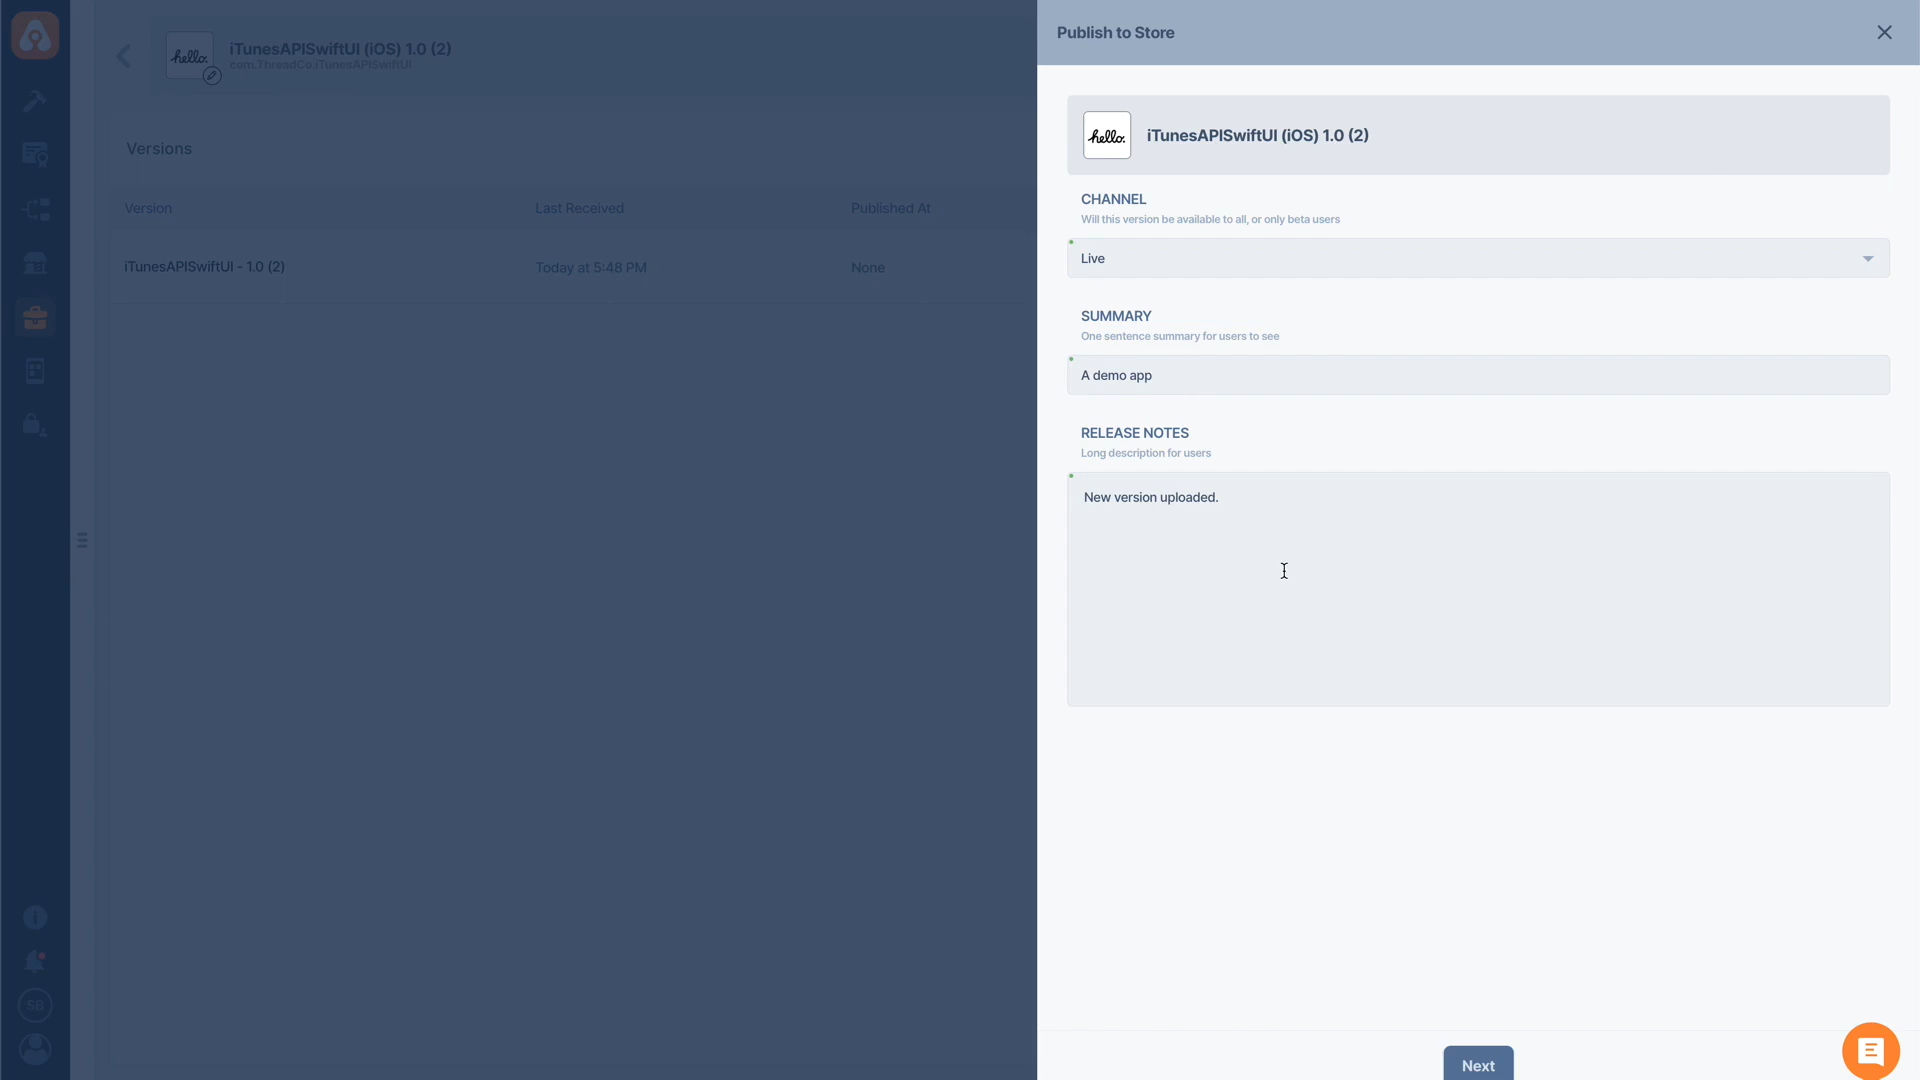 iTunesAPISwiftUI (iOS) 1.0 (2)
com.ThreadCo.iTunesAPISwiftUI
hello.
Versions
Version
Last Received
Published At
iTunesAPISwiftUI - 1.0 (2)
Today at 5:48 PM
None
SB
Publish to Store
hello.
iTunesAPISwiftUI (iOS) 1.0 (2)
CHANNEL
Will this version be available to all, or only beta users
Live
SUMMARY
One sentence summary for users to see
A demo app
RELEASE NOTES
Long description for users
New version uploaded.
Next